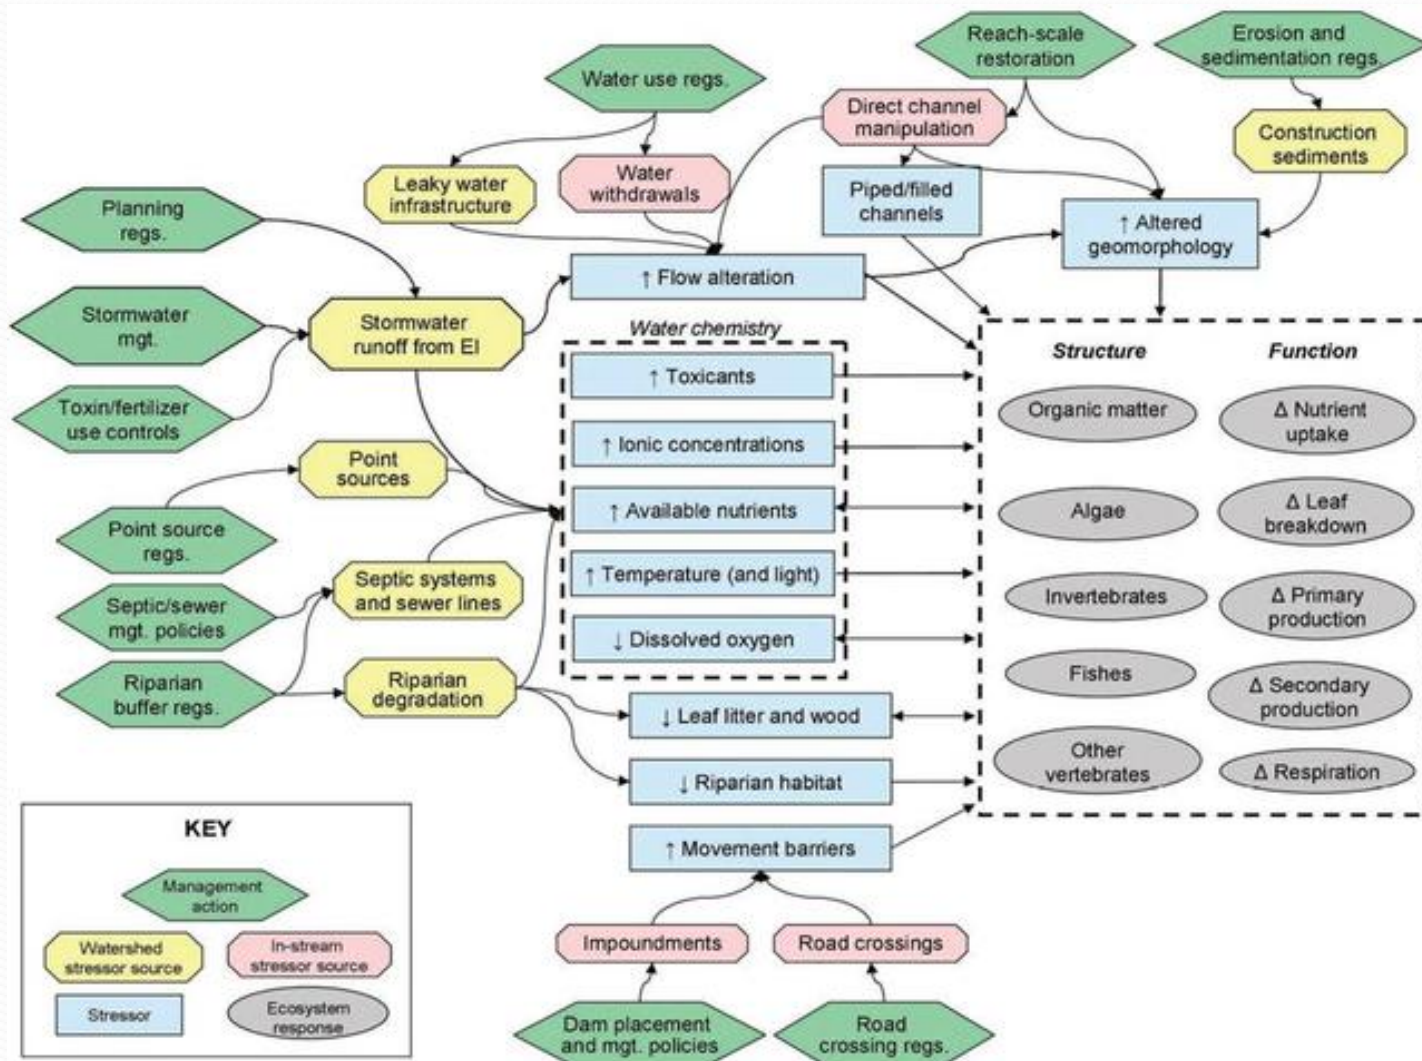 Reach-scale
restoration
Erosion and
sedimentation regs.
Water use regs.
Direct channel
manipulation
Construction
sediments
Leaky water
infrastructure
Water
withdrawals
Piped/filled
channels
Planning
regs.
↑ Altered
geomorphology
↑ Flow alteration
Stormwater
mgt.
Stormwater
runoff from EI
Water chemistry
Structure
Function
↑ Toxicants
Toxin/fertilizer
use controls
Organic matter
Δ Nutrient
uptake
↑ Ionic concentrations
Point
sources
↑ Available nutrients
Algae
Δ Leaf
breakdown
Point source
regs.
↑ Temperature (and light)
Septic systems
and sewer lines
Invertebrates
Δ Primary
production
Septic/sewer
mgt. policies
↓ Dissolved oxygen
Riparian
buffer regs.
Riparian
degradation
Fishes
Δ Secondary
production
↓ Leaf litter and wood
Other
vertebrates
Δ Respiration
↓ Riparian habitat
↑ Movement barriers
KEY
Management
action
Watershed
stressor source
In-stream
stressor source
Stressor
Ecosystem
response
Impoundments
Road crossings
Dam placement
and mgt. policies
Road
crossing regs.